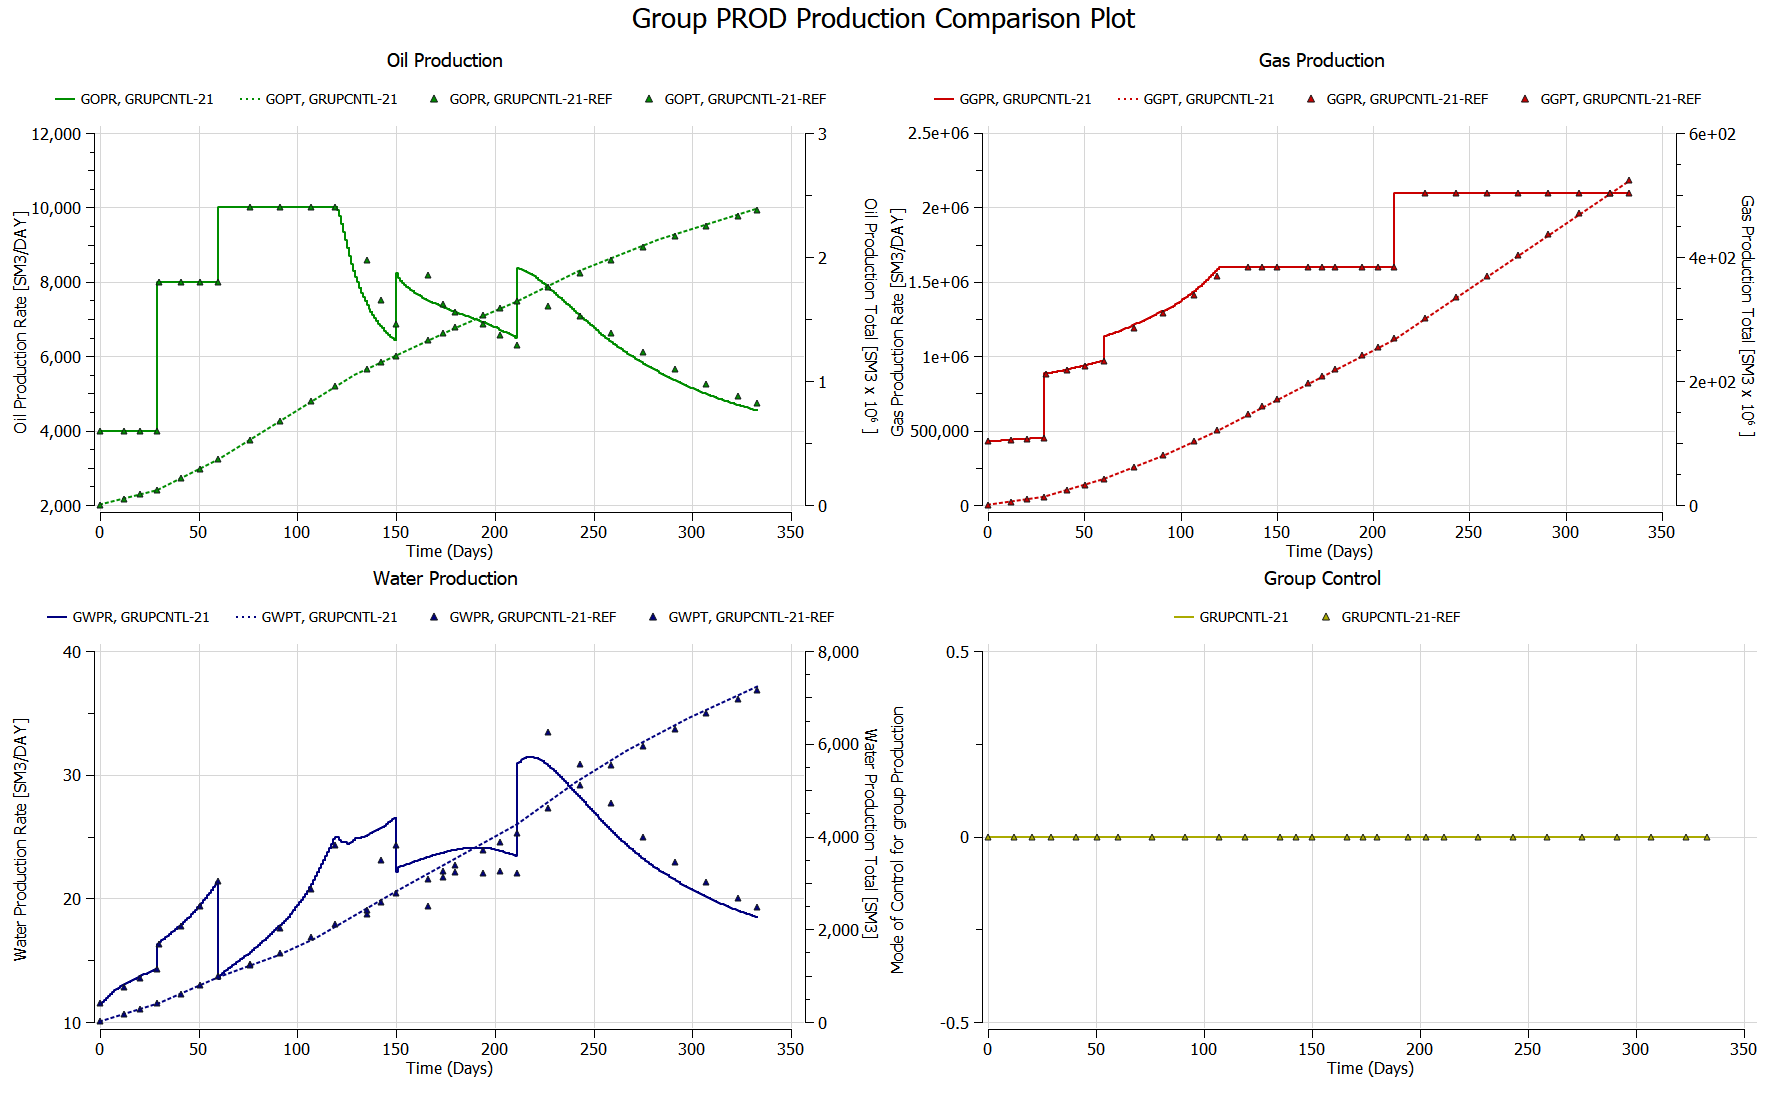 Group PROD Production Comparison Plot
Oil Production
GOPR, GRUPCNTL-21 GOPT, GRUPCNTL-21 GOPR, GRUPCNTL-21-REF GOPT, GRUPCNTL-21-REF
12,000
10,000
8,000
6,000
4,000
2,000
Oil Production Rate [SM3/DAY]
3
2
1
0
Oil Production Total [SM3 x 10⁶ ]
0 50 100 150 200 250 300 350
Time (Days)
Gas Production
GGPR, GRUPCNTL-21 GGPT, GRUPCNTL-21 GGPR, GRUPCNTL-21-REF GGPT, GRUPCNTL-21-REF
2.5e+06
2e+06
1.5e+06
1e+06
500,000
0
Gas Production Rate [SM3/DAY]
6e+02
4e+02
2e+02
0
Gas Production Total [SM3 x 10⁶ ]
0 50 100 150 200 250 300 350
Time (Days)
Water Production
GWPR, GRUPCNTL-21 GWPT, GRUPCNTL-21 GWPR, GRUPCNTL-21-REF GWPT, GRUPCNTL-21-REF
40
30
20
10
Water Production Rate [SM3/DAY]
8,000
6,000
4,000
2,000
0
Water Production Total [SM3]
0 50 100 150 200 250 300 350
Time (Days)
Group Control
GRUPCNTL-21 GRUPCNTL-21-REF
0.5
0
-0.5
Mode of Control for group Production
0 50 100 150 200 250 300 350
Time (Days)